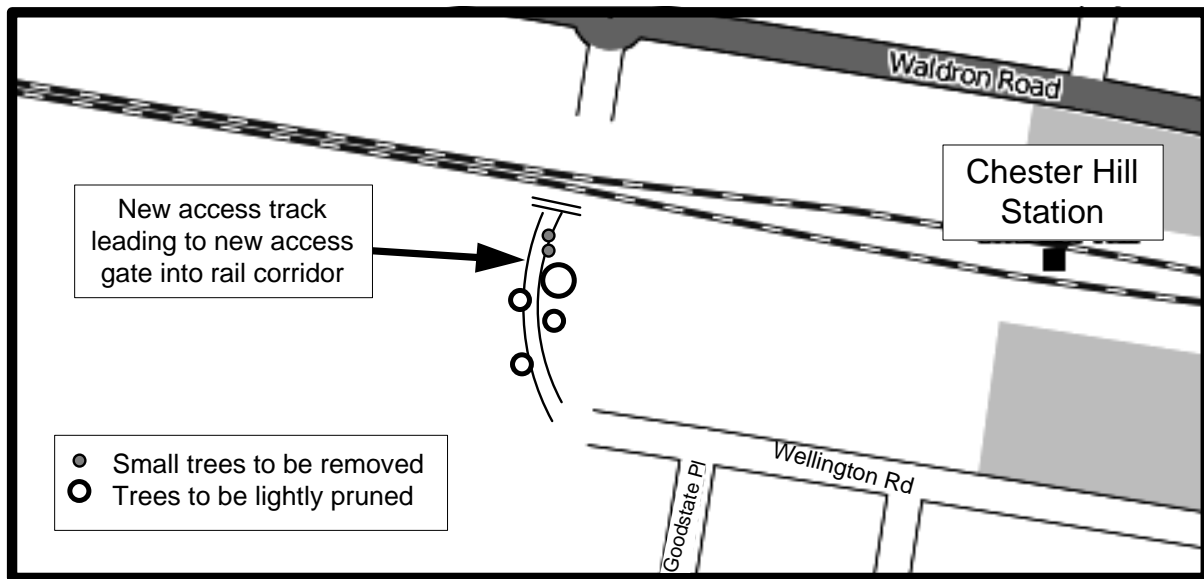 Waldron Road
Chester Hill
Station
New access track
leading to new access
gate into rail corridor
Wellington Rd
Goodstate Pl
Small trees to be removed
Trees to be lightly pruned